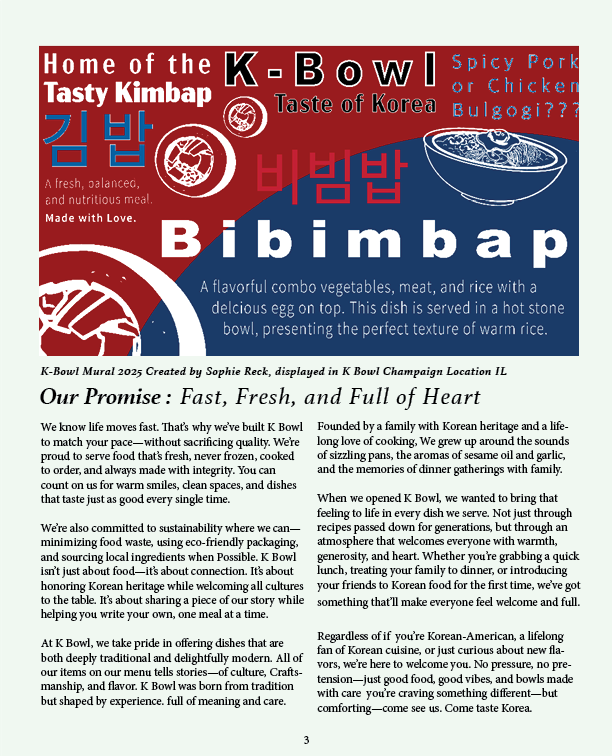 Home of the
Tasty Kimbap
김밥
A fresh, balanced,
and nutritious meal.
Made with Love.
K-Bowl
Taste of Korea
Spicy Pork
or Chicken
Bulgogi???
비빔밥
Bibimbap
A flavorful combo vegetables, meat, and rice with a
delcious egg on top. This dish is served in a hot stone
bowl, presenting the perfect texture of warm rice.
K-Bowl Mural 2025 Created by Sophie Reck, dizplayed in K Bowl Champaign Location IL
Our Promise: Fast, Fresh, and Full of Heart
We know life moves fast. That's why we've built K Bowl
to match your pace—without sacrificing quality. We're
proud to serve food that's fresh, never frozen, cooked
to order, and always made with integrity. You can
count on us for warm smiles, clean spaces, and dishes
that taste just as good every single time.
We're also committed to sustainability where we can—
minimizing food waste, using eco-friendly packaging,
and sourcing local ingredients when Possible. K Bowl
isn't just about food—it's about connection. It's about
honoring Korean heritage while welcoming all cultures
to the table. It's about sharing a piece of our story while
helping you write your own, one meal at a time.
At K Bowl, we take pride in offering dishes that are
both deeply traditional and delightfully modern. All of
our items on our menu tells stories—of culture, Crafts-
manship, and flavor. K Bowl was born from tradition
but shaped by experience. full of meaning and care.
Founded by a family with Korean heritage and a life-
long love of cooking, We grew up around the sounds
of sizzling pans, the aromas of sesame oil and garlic,
and the memories of dinner gatherings with family.
When we opened K Bowl, we wanted to bring that
feeling to life in every dish we serve. Not just through
recipes passed down for generations, but through an
atmosphere that welcomes everyone with warmth,
generosity, and heart. Whether you're grabbing a quick
lunch, treating your family to dinner, or introducing
your friends to Korean food for the first time, we've got
something that'll make everyone feel welcome and full.
Regardless of if you're Korean-American, a lifelong
fan of Korean cuisine, or just curious about new fla-
vors, we're here to welcome you. No pressure, no pre-
tension—just good food, good vibes, and bowls made
with care you're craving something different—but
comforting—come see us. Come taste Korea.
3